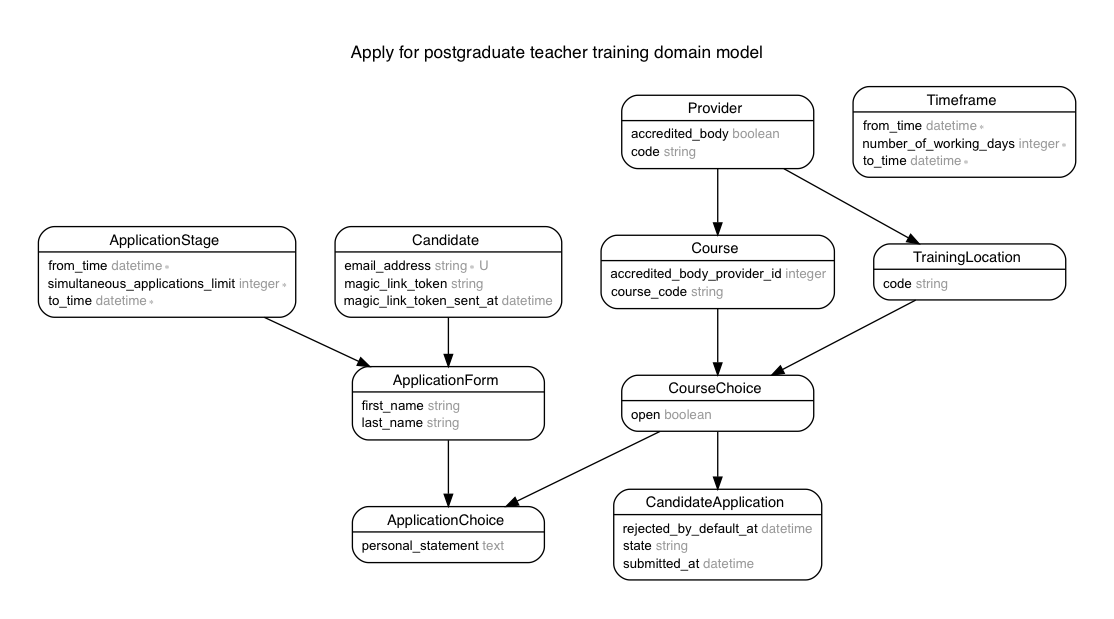 Apply for postgraduate teacher training domain model
Provider
accredited_body boolean
code string
Timeframe
from_time datetime *
number_of_working_days integer *
to_time datetime *
ApplicationStage
from_time datetime *
simultaneous_applications_limit integer *
to_time datetime *
Candidate
email_address string * U
magic_link_token string
magic_link_token_sent_at datetime
Course
accredited_body_provider_id integer
course_code string
TrainingLocation
code string
ApplicationForm
first_name string
last_name string
CourseChoice
open boolean
ApplicationChoice
personal_statement text
CandidateApplication
rejected_by_default_at datetime
state string
submitted_at datetime